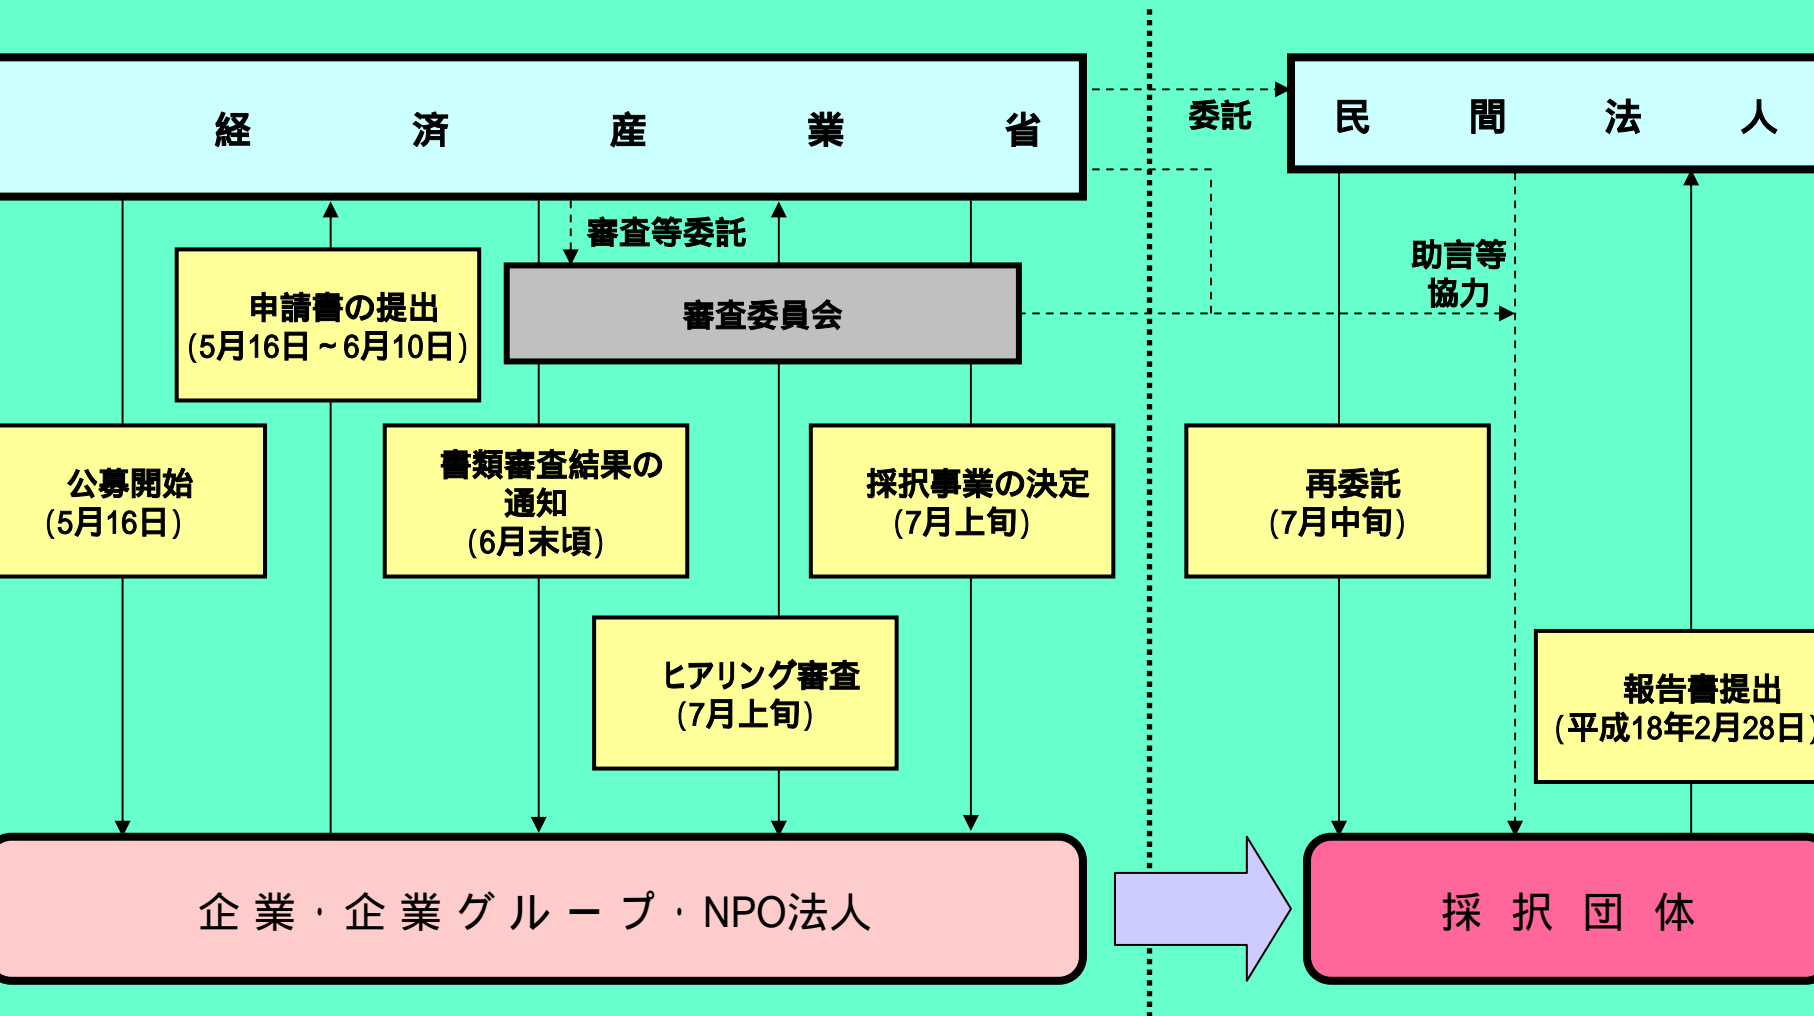 経済産業省
委託
民間法人
審査等委託
助言等
協力
申請書の提出
(5月16日~6月10日)
審査委員会
公募開始
(5月16日)
書類審査結果の
通知
(6月末頃)
採択事業の決定
(7月上旬)
再委託
(7月中旬)
ヒアリング審査
(7月上旬)
報告書提出
(平成18年2月28日)
企業・企業グループ・NPO法人
採択団体